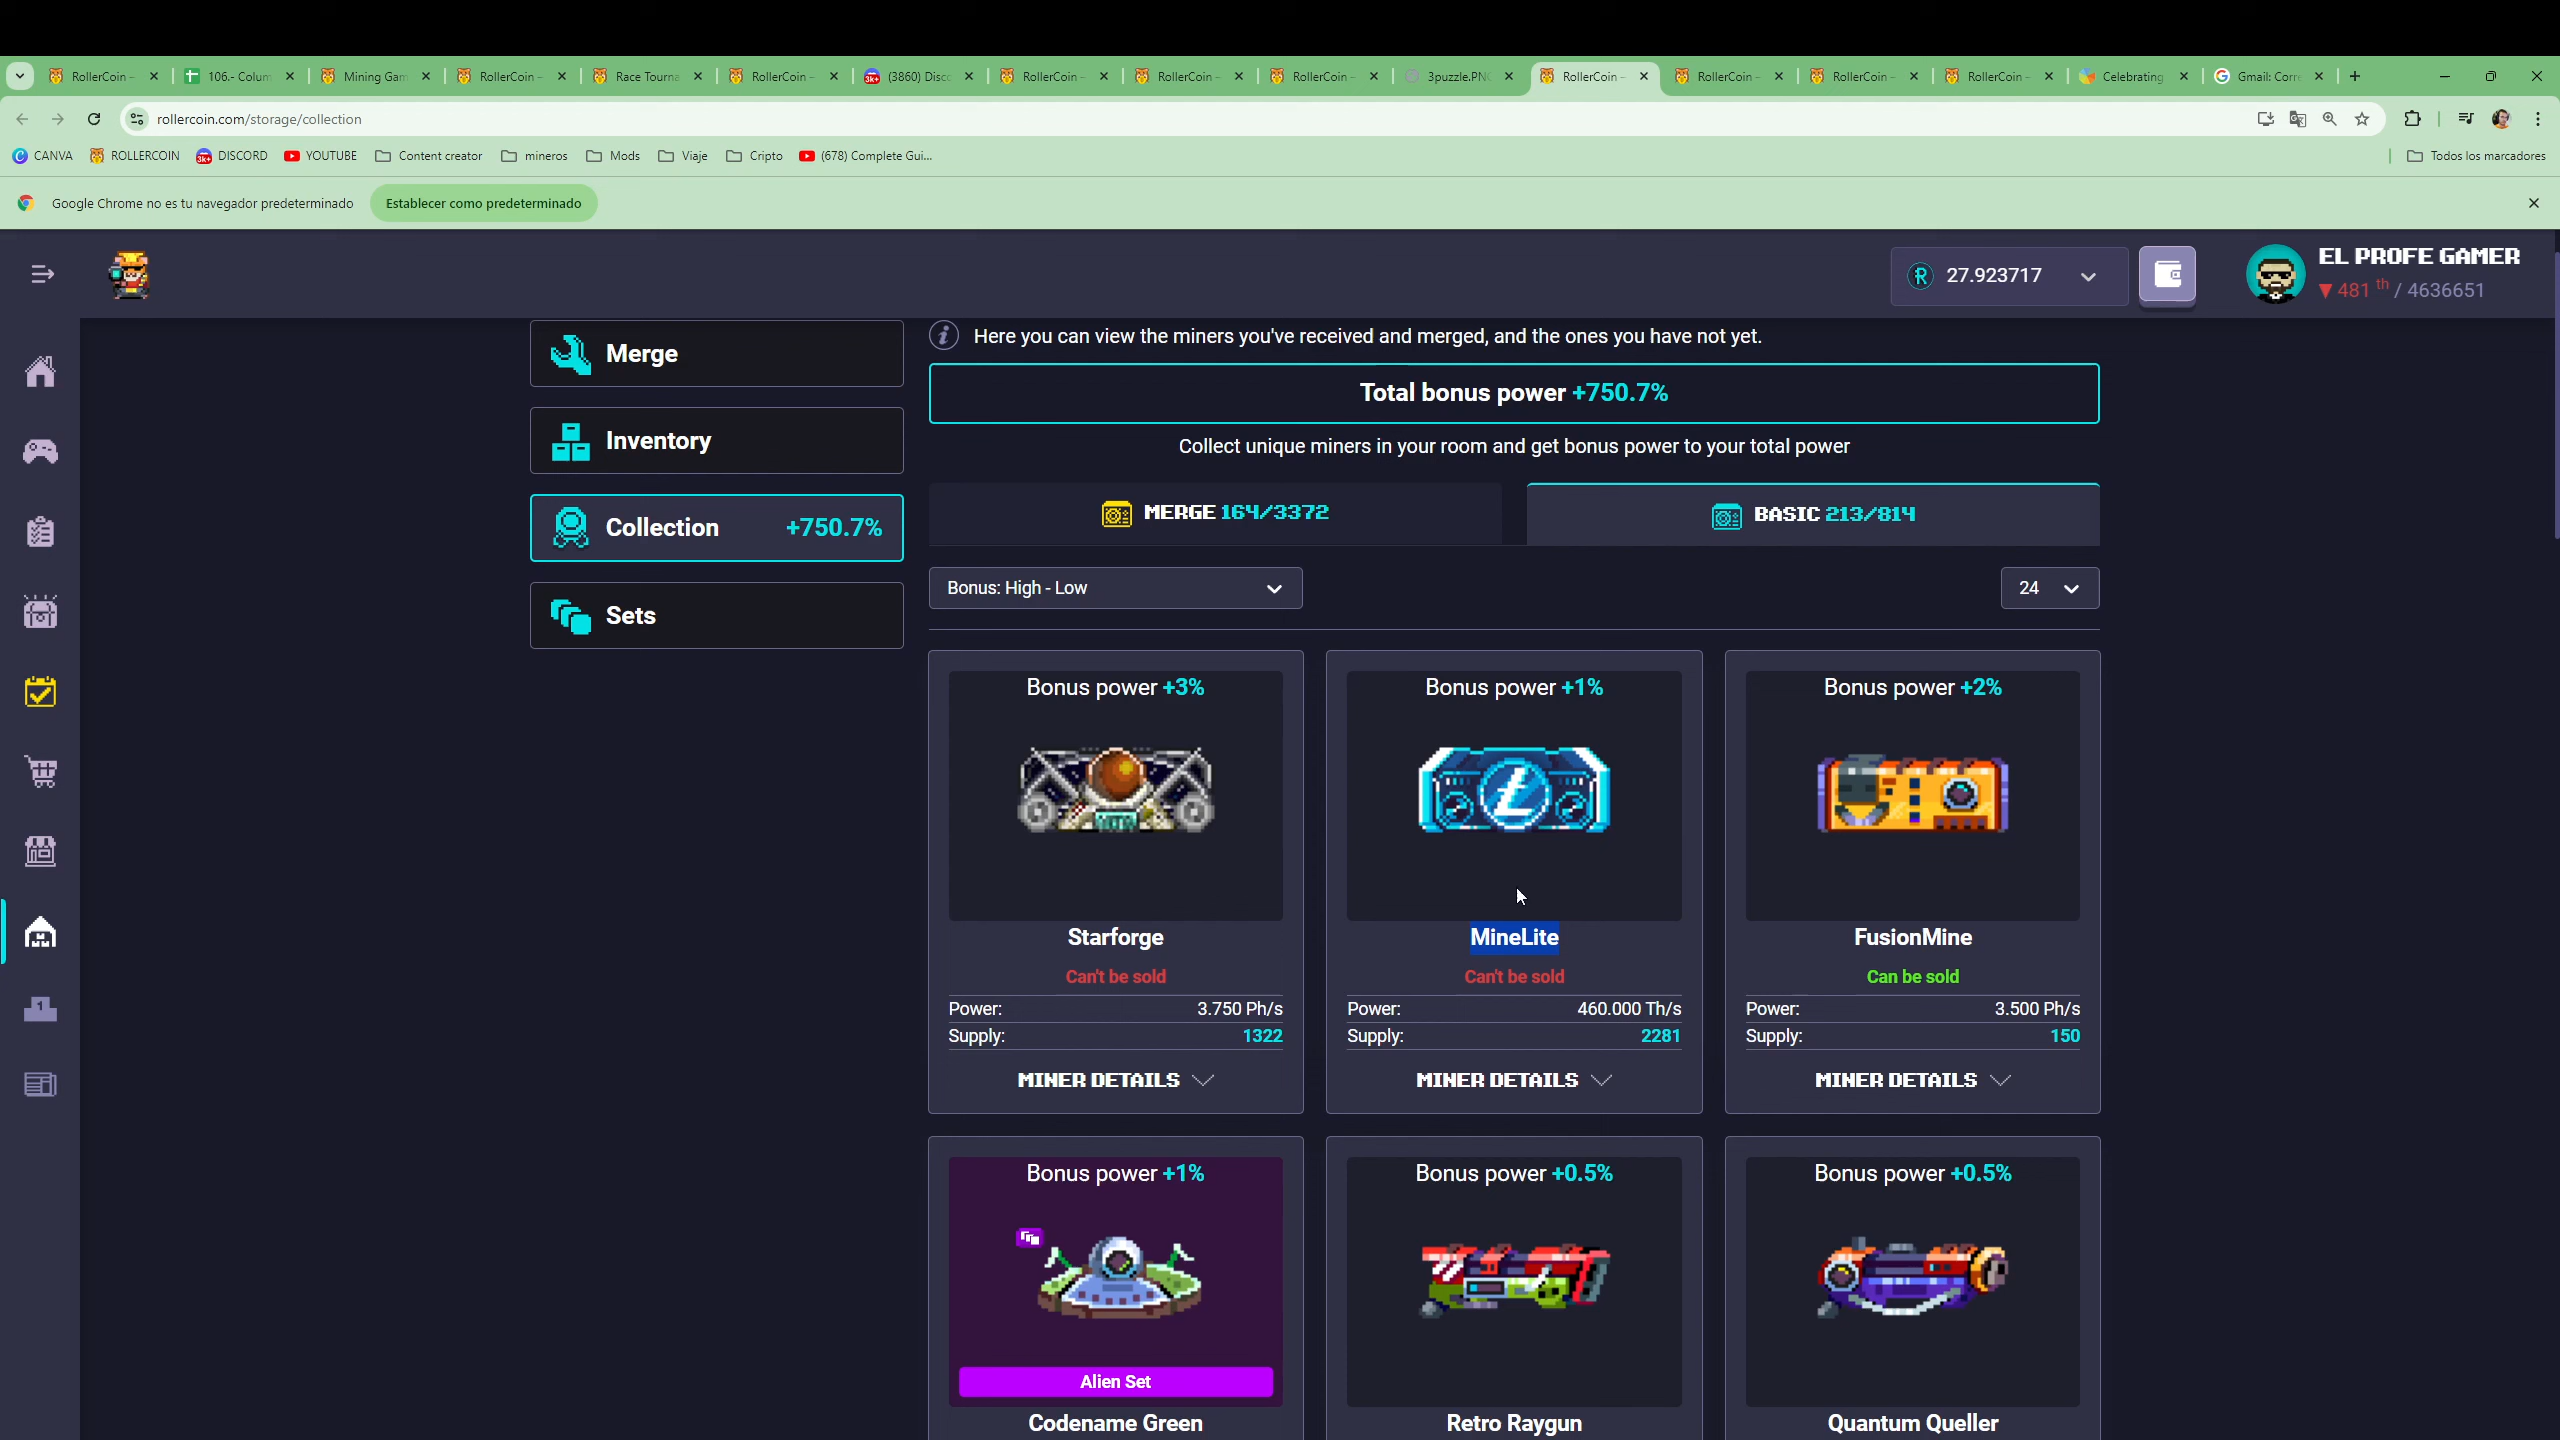 RollerCoin -
106.- Colum
Mining Gam
RollerCoin -
Race Tourna
RollerCoin -
(3860) Disc
RollerCoin -
RollerCoin -
RollerCoin -
3puzzle.PN
RollerCoin -
RollerCoin -
RollerCoin -
RollerCoin -
Celebrating
Gmail: Corr
rollercoin.com/storage/collection
CANVA ROLLERCOIN DISCORD YOUTUBE Content creator mineros Mods Viaje Cripto (678) Complete Gui... Todos los marcadores
Google Chrome no es tu navegador predeterminado Establecer como predeterminado
27.923717
EL PROFE GAMER
481 th / 4636651
Merge
Inventory
Collection +750.7%
Sets
Here you can view the miners you've received and merged, and the ones you have not yet.
Total bonus power +750.7%
Collect unique miners in your room and get bonus power to your total power
MERGE 164/3372
BASIC 213/814
Bonus: High - Low
24
Bonus power +3%
Starforge
Can't be sold
Power: 3.750 Ph/s
Supply: 1322
MINER DETAILS
Bonus power +1%
MineLite
Can't be sold
Power: 460.000 Th/s
Supply: 2281
MINER DETAILS
Bonus power +2%
FusionMine
Can be sold
Power: 3.500 Ph/s
Supply: 150
MINER DETAILS
Bonus power +1%
Alien Set
Codename Green
Bonus power +0.5%
Retro Raygun
Bonus power +0.5%
Quantum Queller